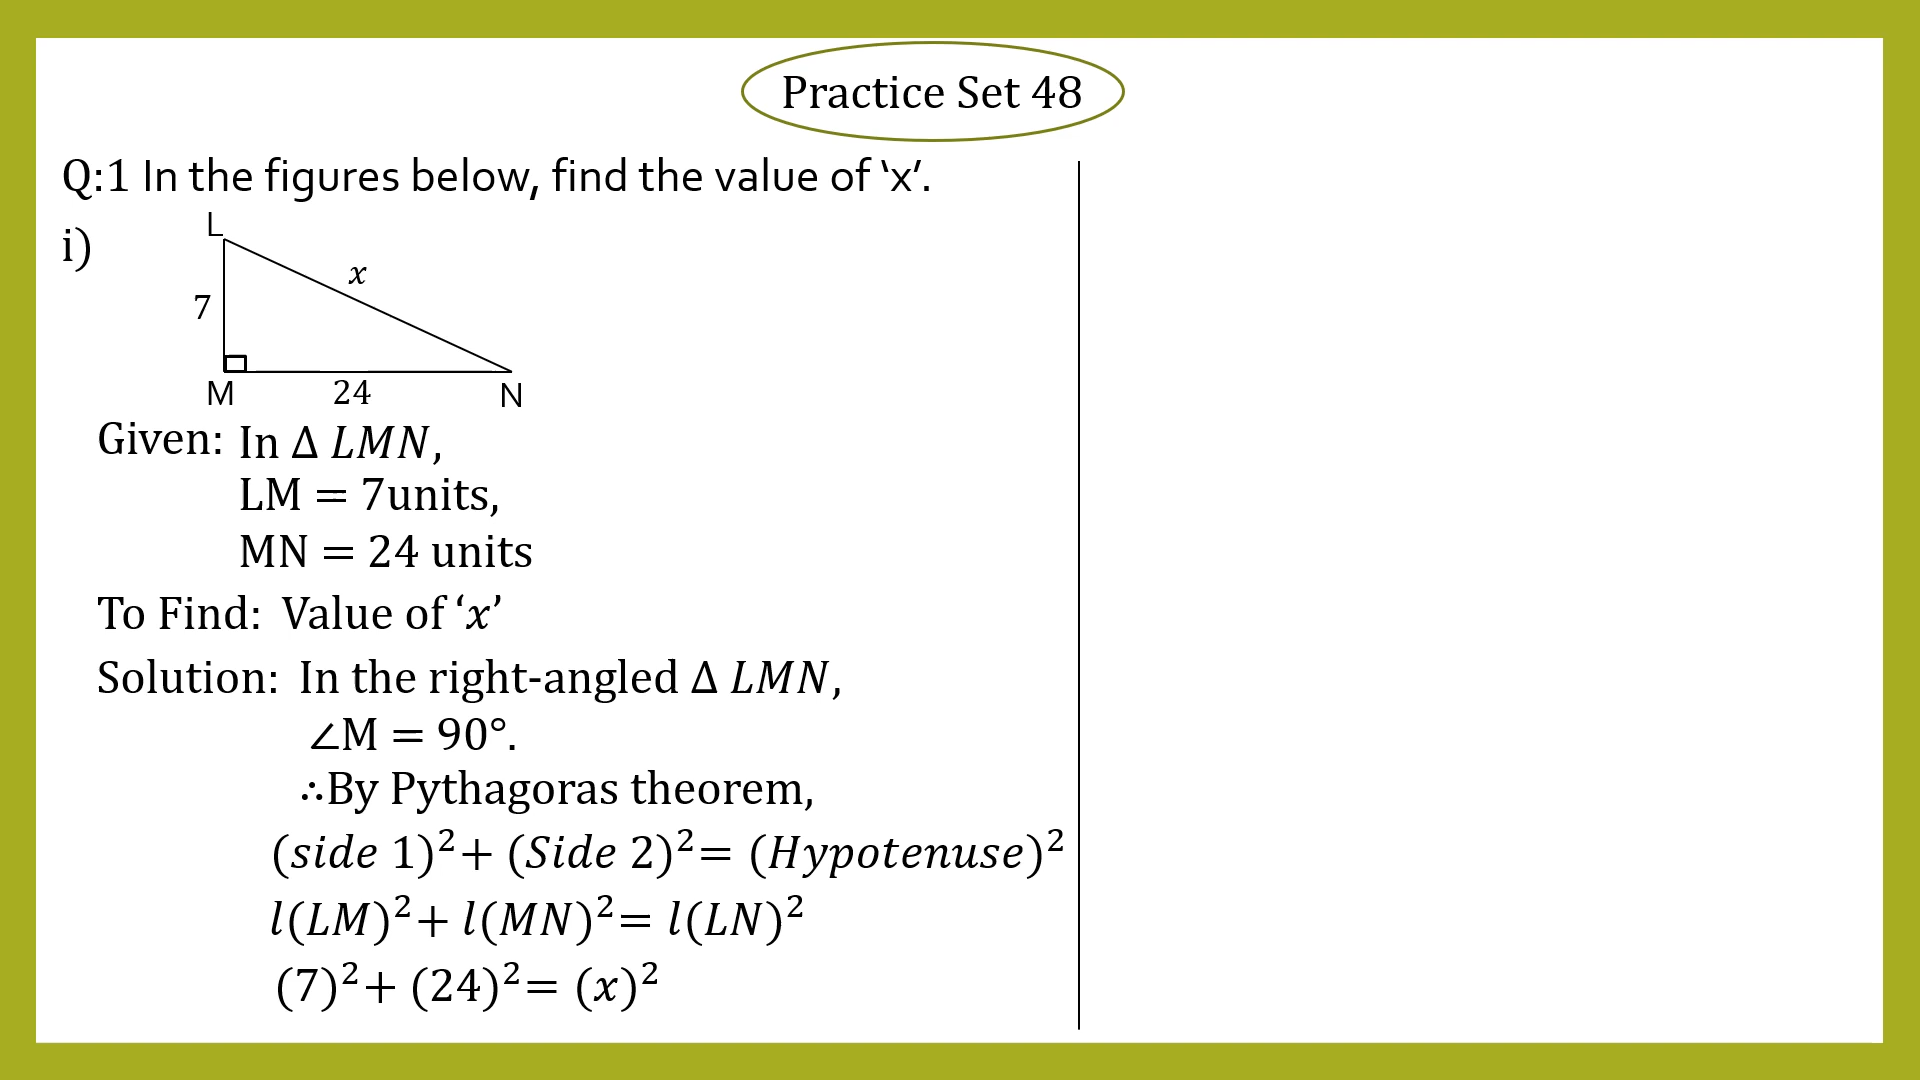 Practice Set 48
Q:1 In the figures below, find the value of ‘x’.
i)
L
x
7
M
24
N
Given: In ∆ LMN,
LM = 7units,
MN = 24 units
To Find: Value of ‘x’
Solution: In the right-angled ∆ LMN,
∠M = 90°.
∴By Pythagoras theorem,
(side 1)²+ (Side 2)²= (Hypotenuse)²
l(LM)²+ l(MN)²= l(LN)²
(7)²+ (24)²= (x)²